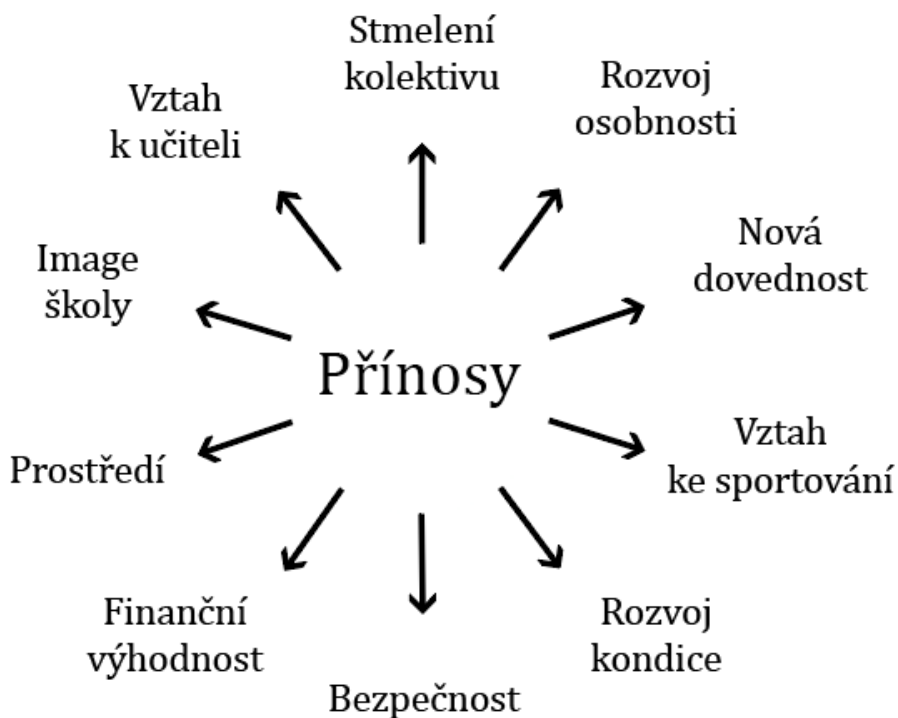 Stmelení
kolektivu
Rozvoj
osobnosti
Nová
dovednost
Vztah
ke sportování
Rozvoj
kondice
Bezpečnost
Finanční
výhodnost
Prostředí
Image
školy
Vztah
k učiteli
Přínosy